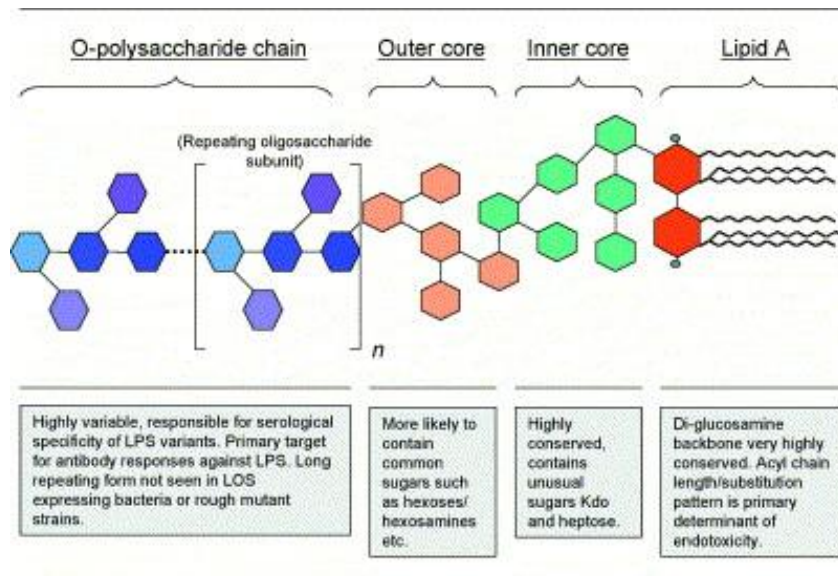 O-polysaccharide chain
Outer core
Inner core
Lipid A
(Repeating oligosaccharide
subunit)
n
Highly variable, responsible for serological
specificity of LPS variants. Primary target
for antibody responses against LPS. Long
repeating form not seen in LOS
expressing bacteria or rough mutant
strains.
More likely to
contain
common
sugars such
as hexoses/
hexosamines
etc.
Highly
conserved,
contains
unusual
sugars Kdo
and heptose.
Di-glucosamine
backbone very highly
conserved. Acyl chain
length/substitution
pattern is primary
determinant of
endotoxicity.